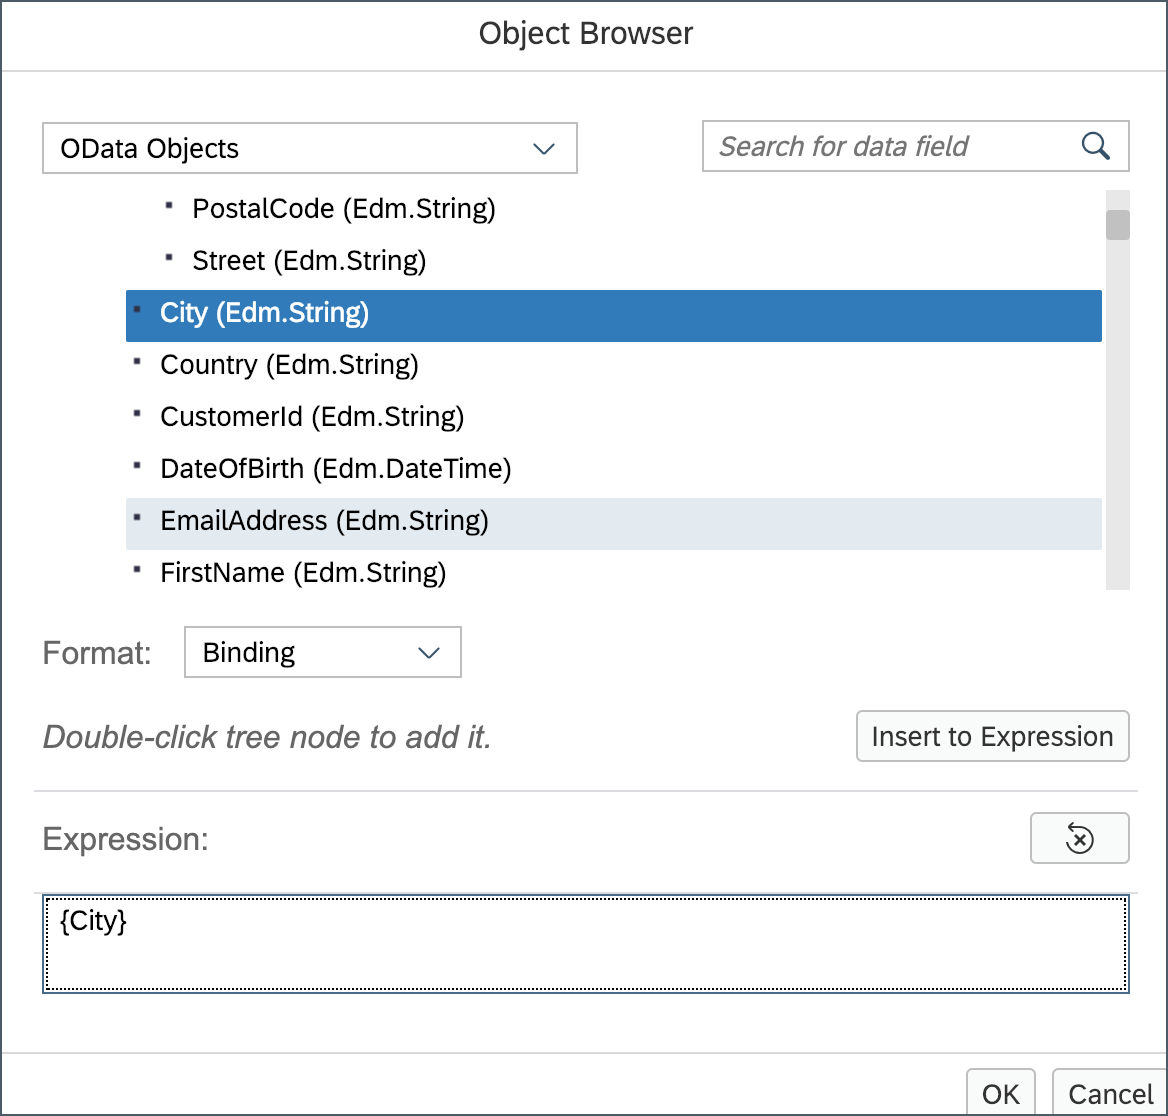 Object Browser
OData Objects
Search for data field
PostalCode (Edm.String)
Street (Edm.String)
City (Edm.String)
Country (Edm.String)
CustomerId (Edm.String)
DateOfBirth (Edm.DateTime)
EmailAddress (Edm.String)
FirstName (Edm.String)
Format:
Binding
Double-click tree node to add it.
Insert to Expression
Expression:
{City}
OK
Cancel